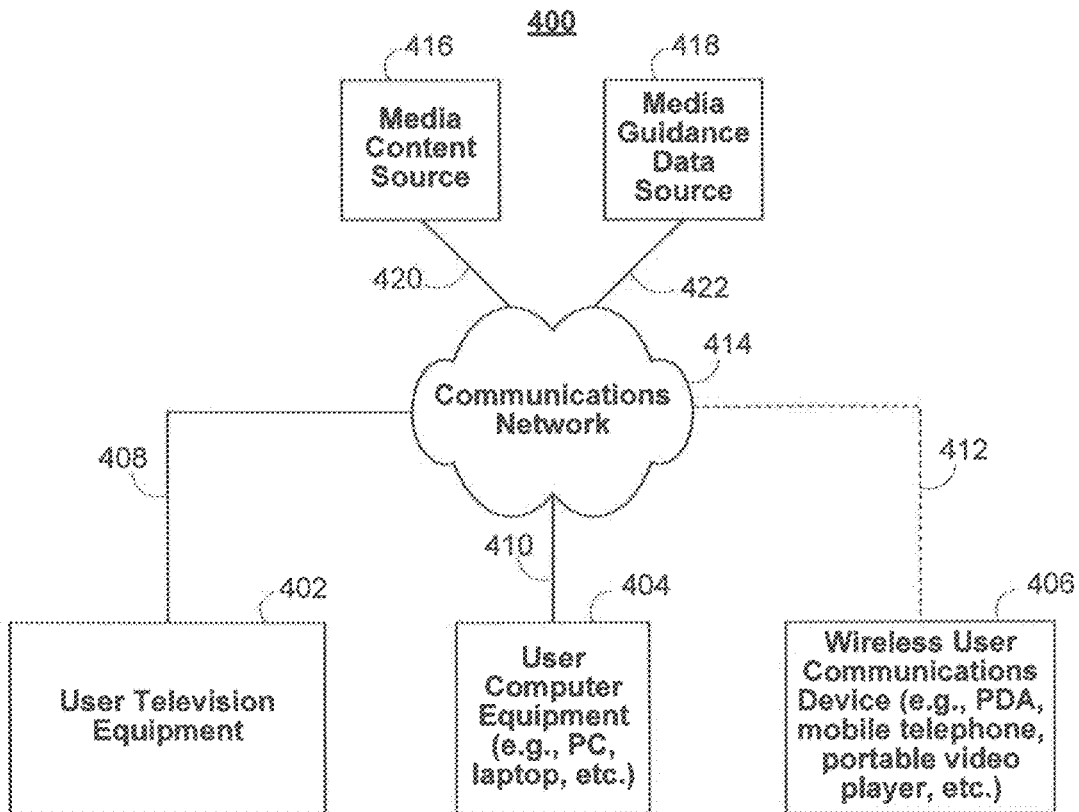 400
416
418
Media
Content
Source
Media
Guidance
Data
Source
420
422
414
Communications
Network
408
412
410
402
404
406
User Television
Equipment
User
Computer
Equipment
(e.g., PC,
laptop, etc.)
Wireless User
Communications
Device (e.g., PDA,
mobile telephone,
portable video
player, etc.)